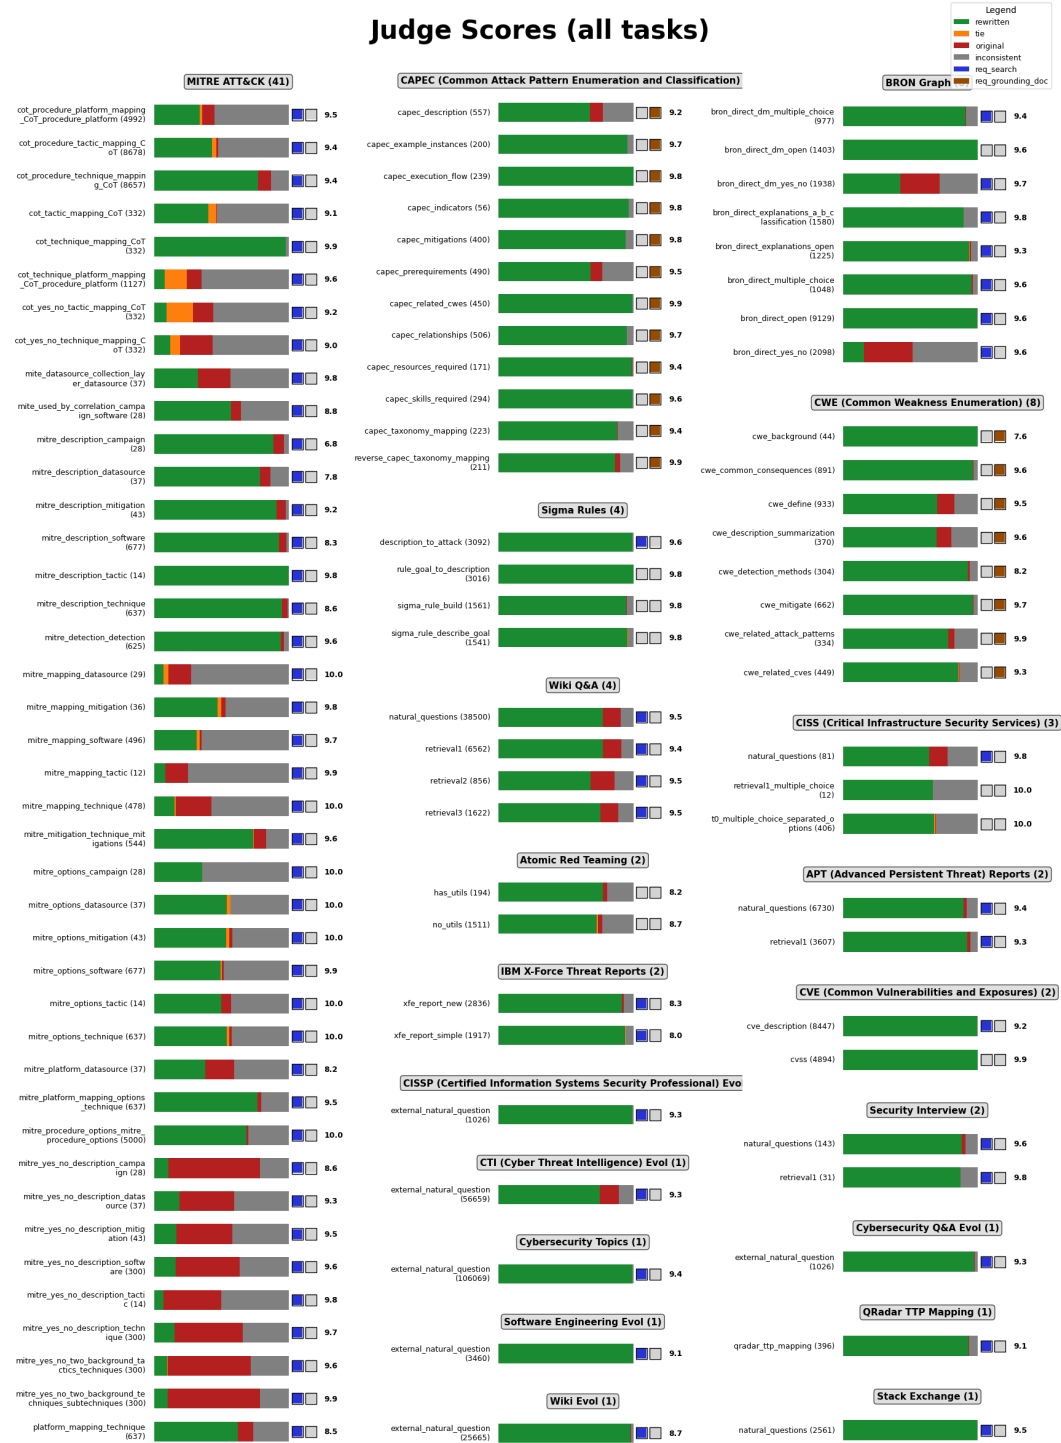 Judge Scores (all tasks)
Legend
rewritten
tie
original
inconsistent
req_search
req_grounding_doc
MITRE ATT&CK (41)
cot_procedure_platform_mapping
_CoT_procedure_platform (4992)
9.5
cot_procedure_tactic_mapping_C
oT (8678)
9.4
cot_procedure_technique_mappin
g_CoT (8657)
9.4
cot_tactic_mapping_CoT (332)
9.1
cot_technique_mapping_CoT
(332)
9.9
cot_technique_platform_mapping
_CoT_procedure_platform (1127)
9.6
cot_yes_no_tactic_mapping_CoT
(332)
9.2
cot_yes_no_technique_mapping_C
oT (332)
9.0
mite_datasource_collection_lay
er_datasource (37)
9.8
mite_used_by_correlation_campa
ign_software (28)
8.8
mitre_description_campaign
(28)
6.8
mitre_description_datasource
(37)
7.8
mitre_description_mitigation
(43)
9.2
mitre_description_software
(677)
8.3
mitre_description_tactic (14)
9.8
mitre_description_technique
(637)
8.6
mitre_detection_detection
(625)
9.6
mitre_mapping_datasource (29)
10.0
mitre_mapping_mitigation (36)
9.8
mitre_mapping_software (496)
9.7
mitre_mapping_tactic (12)
9.9
mitre_mapping_technique (478)
10.0
mitre_mitigation_technique_mit
igations (544)
9.6
mitre_options_campaign (28)
10.0
mitre_options_datasource (37)
10.0
mitre_options_mitigation (43)
10.0
mitre_options_software (677)
9.9
mitre_options_tactic (14)
10.0
mitre_options_technique (637)
10.0
mitre_platform_datasource (37)
8.2
mitre_platform_mapping_options
_technique (637)
9.5
mitre_procedure_options_mitre_
procedure_options (5000)
10.0
mitre_yes_no_description_campa
ign (28)
8.6
mitre_yes_no_description_datas
ource (37)
9.3
mitre_yes_no_description_mitig
ation (43)
9.5
mitre_yes_no_description_softw
are (300)
9.6
mitre_yes_no_description_tacti
c (14)
9.8
mitre_yes_no_description_techn
ique (300)
9.7
mitre_yes_no_two_background_ta
ctics_techniques (300)
9.6
mitre_yes_no_two_background_te
chniques_subtechniques (300)
9.9
platform_mapping_technique
(637)
8.5
CAPEC (Common Attack Pattern Enumeration and Classification)
capec_description (557)
9.2
capec_example_instances (200)
9.7
capec_execution_flow (239)
9.8
capec_indicators (56)
9.8
capec_mitigations (400)
9.8
capec_prerequirements (490)
9.5
capec_related_cwes (450)
9.9
capec_relationships (506)
9.7
capec_resources_required (171)
9.4
capec_skills_required (294)
9.6
capec_taxonomy_mapping (223)
9.4
reverse_capec_taxonomy_mapping
(211)
9.9
Sigma Rules (4)
description_to_attack (3092)
9.6
rule_goal_to_description
(3016)
9.8
sigma_rule_build (1561)
9.8
sigma_rule_describe_goal
(1541)
9.8
Wiki Q&A (4)
natural_questions (38500)
9.5
retrieval1 (6562)
9.4
retrieval2 (856)
9.5
retrieval3 (1622)
9.5
Atomic Red Teaming (2)
has_utils (194)
8.2
no_utils (1511)
8.7
IBM X-Force Threat Reports (2)
xfe_report_new (2836)
8.3
xfe_report_simple (1917)
8.0
CISSP (Certified Information Systems Security Professional) Evo
external_natural_question
(1026)
9.3
CTI (Cyber Threat Intelligence) Evol (1)
external_natural_question
(56659)
9.3
Cybersecurity Topics (1)
external_natural_question
(106069)
9.4
Software Engineering Evol (1)
external_natural_question
(3460)
9.1
Wiki Evol (1)
external_natural_question
(25665)
8.7
BRON Graph
bron_direct_dm_multiple_choice
(977)
9.4
bron_direct_dm_open (1403)
9.6
bron_direct_dm_yes_no (1938)
9.7
bron_direct_explanations_a_b_c
lassification (1580)
9.8
bron_direct_explanations_open
(1225)
9.3
bron_direct_multiple_choice
(1048)
9.6
bron_direct_open (9129)
9.6
bron_direct_yes_no (2098)
9.6
CWE (Common Weakness Enumeration) (8)
cwe_background (44)
7.6
cwe_common_consequences (891)
9.6
cwe_define (933)
9.5
cwe_description_summarization
(370)
9.6
cwe_detection_methods (304)
8.2
cwe_mitigate (662)
9.7
cwe_related_attack_patterns
(334)
9.9
cwe_related_cves (449)
9.3
CISS (Critical Infrastructure Security Services) (3)
natural_questions (81)
9.8
retrieval1_multiple_choice
(12)
10.0
t0_multiple_choice_separated_o
ptions (406)
10.0
APT (Advanced Persistent Threat) Reports (2)
natural_questions (6730)
9.4
retrieval1 (3607)
9.3
CVE (Common Vulnerabilities and Exposures) (2)
cve_description (8447)
9.2
cvss (4894)
9.9
Security Interview (2)
natural_questions (143)
9.6
retrieval1 (31)
9.8
Cybersecurity Q&A Evol (1)
external_natural_question
(1026)
9.3
QRadar TTP Mapping (1)
qradar_ttp_mapping (396)
9.1
Stack Exchange (1)
natural_questions (2561)
9.5